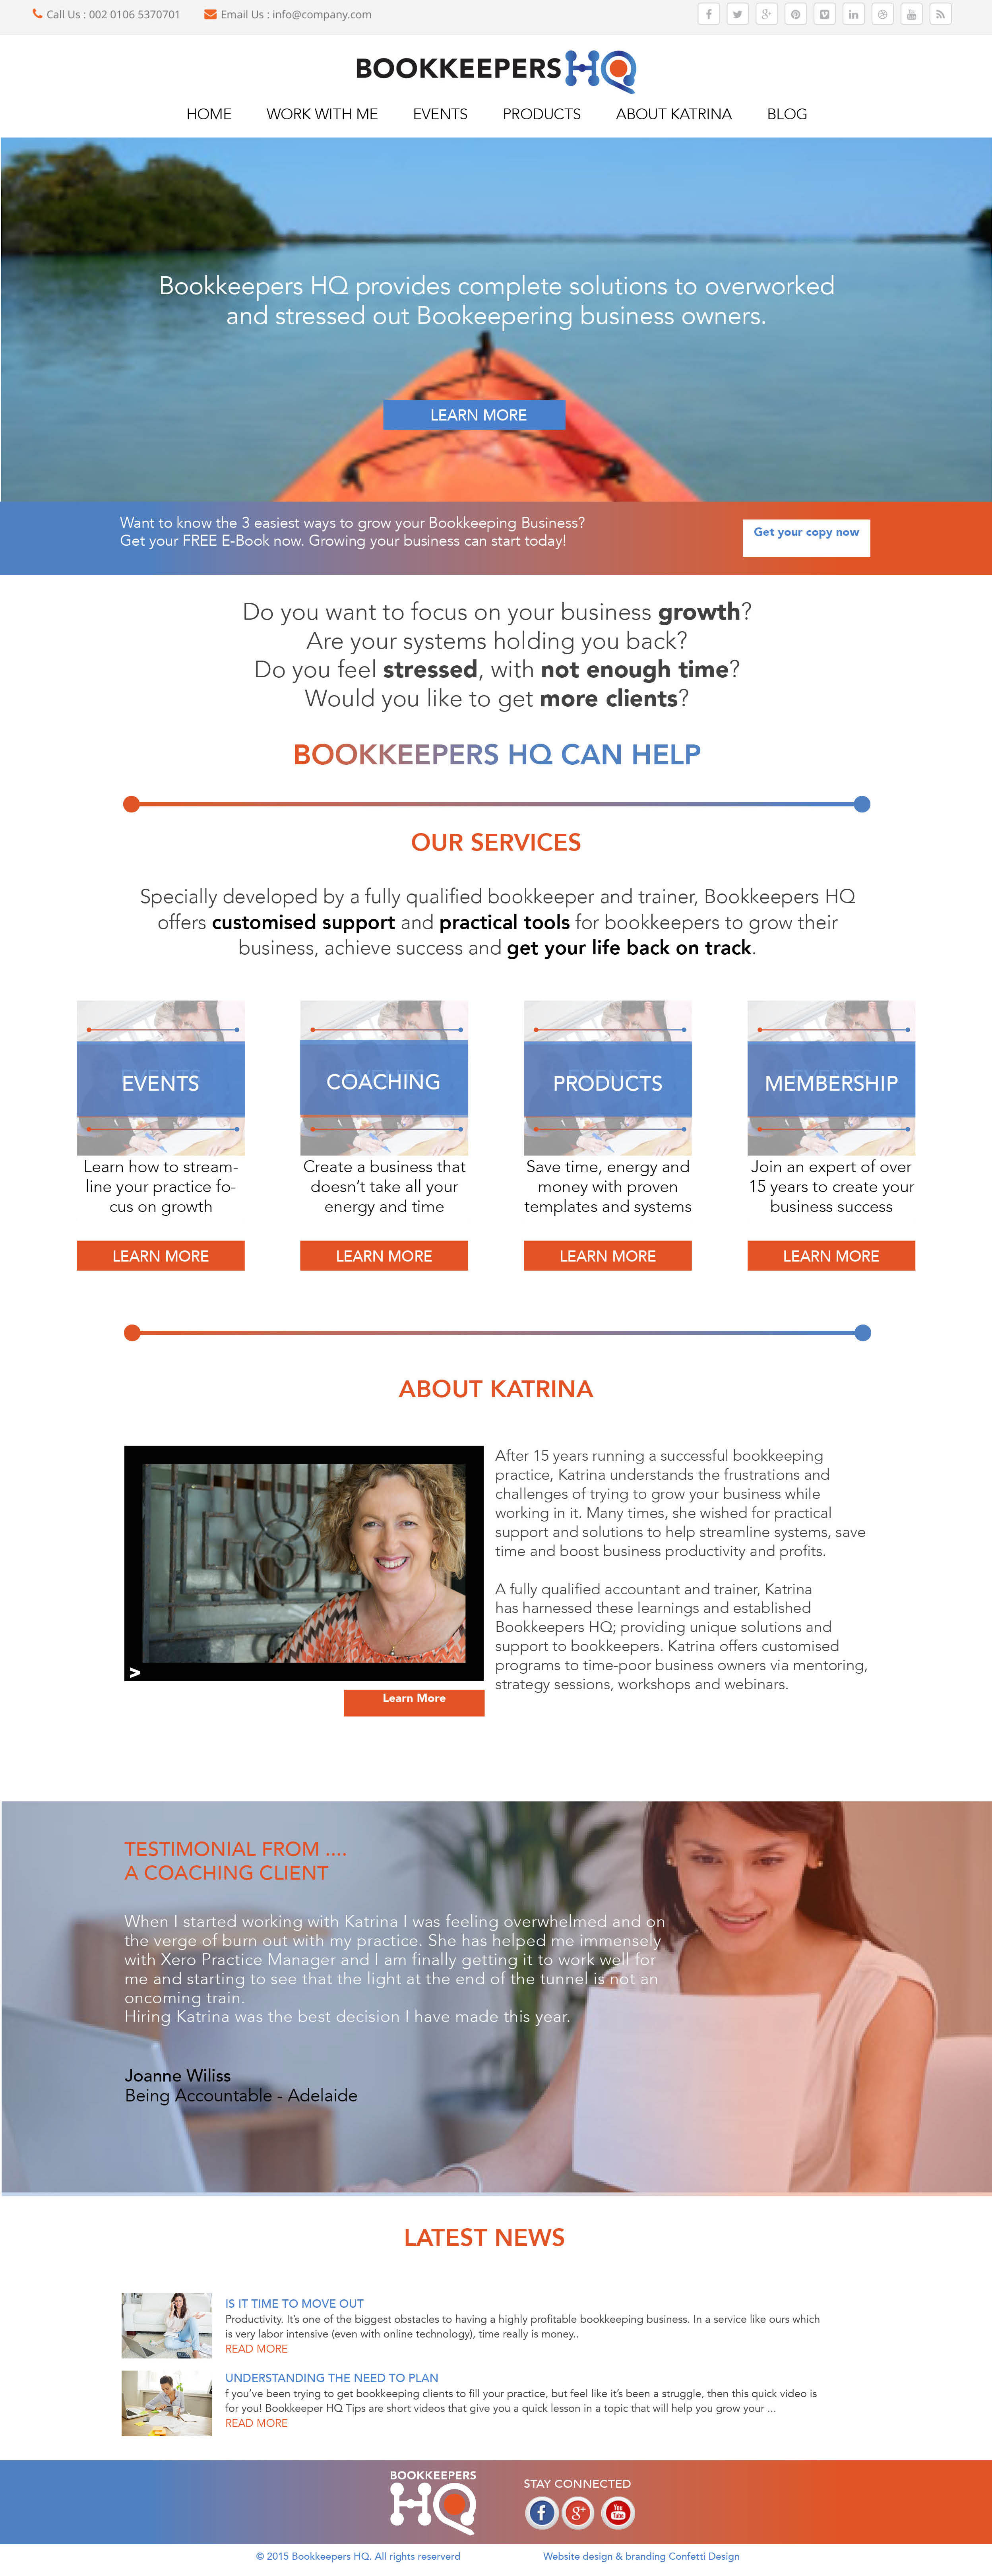 Call Us : 002 0106 5370701 Email Us : info@company.com
BOOKKEEPERS HQ
HOME WORK WITH ME EVENTS PRODUCTS ABOUT KATRINA BLOG
Bookkeepers HQ provides complete solutions to overworked
and stressed out Bookeepering business owners.
LEARN MORE
Want to know the 3 easiest ways to grow your Bookkeeping Business?
Get your FREE E-Book now. Growing your business can start today!
Get your copy now
Do you want to focus on your business growth?
Are your systems holding you back?
Do you feel stressed, with not enough time?
Would you like to get more clients?
BOOKKEEPERS HQ CAN HELP
OUR SERVICES
Specially developed by a fully qualified bookkeeper and trainer, Bookkeepers HQ
offers customised support and practical tools for bookkeepers to grow their
business, achieve success and get your life back on track.
EVENTS
Learn how to stream-
line your practice fo-
cus on growth
LEARN MORE
COACHING
Create a business that
doesn't take all your
energy and time
LEARN MORE
PRODUCTS
Save time, energy and
money with proven
templates and systems
LEARN MORE
MEMBERSHIP
Join an expert of over
15 years to create your
business success
LEARN MORE
ABOUT KATRINA
After 15 years running a successful bookkeeping
practice, Katrina understands the frustrations and
challenges of trying to grow your business while
working in it. Many times, she wished for practical
support and solutions to help streamline systems, save
time and boost business productivity and profits.
A fully qualified accountant and trainer, Katrina
has harnessed these learnings and established
Bookkeepers HQ; providing unique solutions and
support to bookkeepers. Katrina offers customised
programs to time-poor business owners via mentoring,
strategy sessions, workshops and webinars.
>
Learn More
TESTIMONIAL FROM ....
A COACHING CLIENT
When I started working with Katrina I was feeling overwhelmed and on
the verge of burn out with my practice. She has helped me immensely
with Xero Practice Manager and I am finally getting it to work well for
me and starting to see that the light at the end of the tunnel is not an
oncoming train.
Hiring Katrina was the best decision I have made this year.
Joanne Wiliss
Being Accountable - Adelaide
LATEST NEWS
IS IT TIME TO MOVE OUT
Productivity. It's one of the biggest obstacles to having a highly profitable bookkeeping business. In a service like ours which
is very labor intensive (even with online technology), time really is money..
READ MORE
UNDERSTANDING THE NEED TO PLAN
f you've been trying to get bookkeeping clients to fill your practice, but feel like it's been a struggle, then this quick video is
for you! Bookkeeper HQ Tips are short videos that give you a quick lesson in a topic that will help you grow your ...
READ MORE
BOOKKEEPERS
HQ
STAY CONNECTED
f g+ You Tube
© 2015 Bookkeepers HQ. All rights reserverd Website design & branding Confetti Design